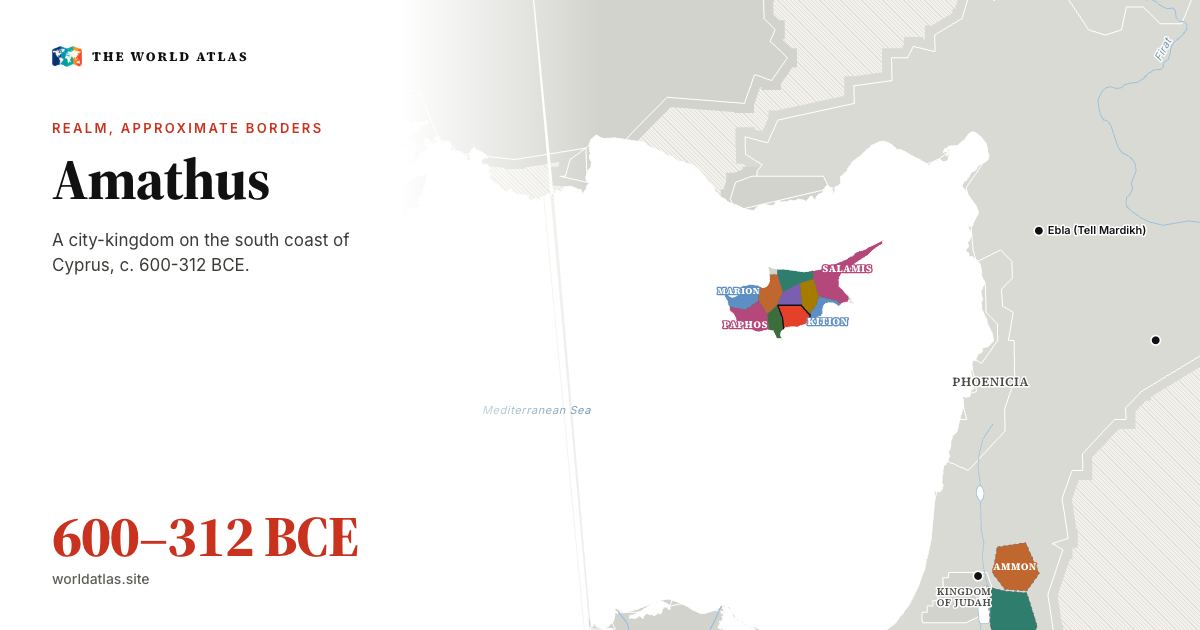 THE WORLD ATLAS
REALM, APPROXIMATE BORDERS
Amathus
A city-kingdom on the south coast of
Cyprus, c. 600-312 BCE.
600–312 BCE
worldatlas.site
Firat
Ebla (Tell Mardikh)
SALAMIS
MARION
PAPHOS
KITION
PHOENICIA
Mediterranean Sea
AMMON
KINGDOM
OF JUDAH